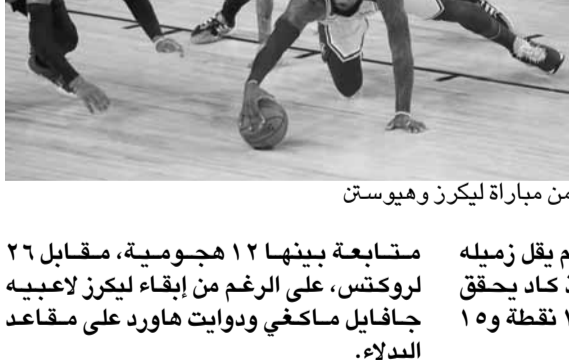 من مباراة ليكرز وهيوستن
م يقل زميله
كاد يحقق
نقطة و١٥
متابعة بينها ١٢ هجومية، مقابل ٢٦
لروكتس، على الرغم من إبقاء ليكرز لاعبيه
جافايل ماكغي ودوايت هاورد على مقاعد
البدلاء.